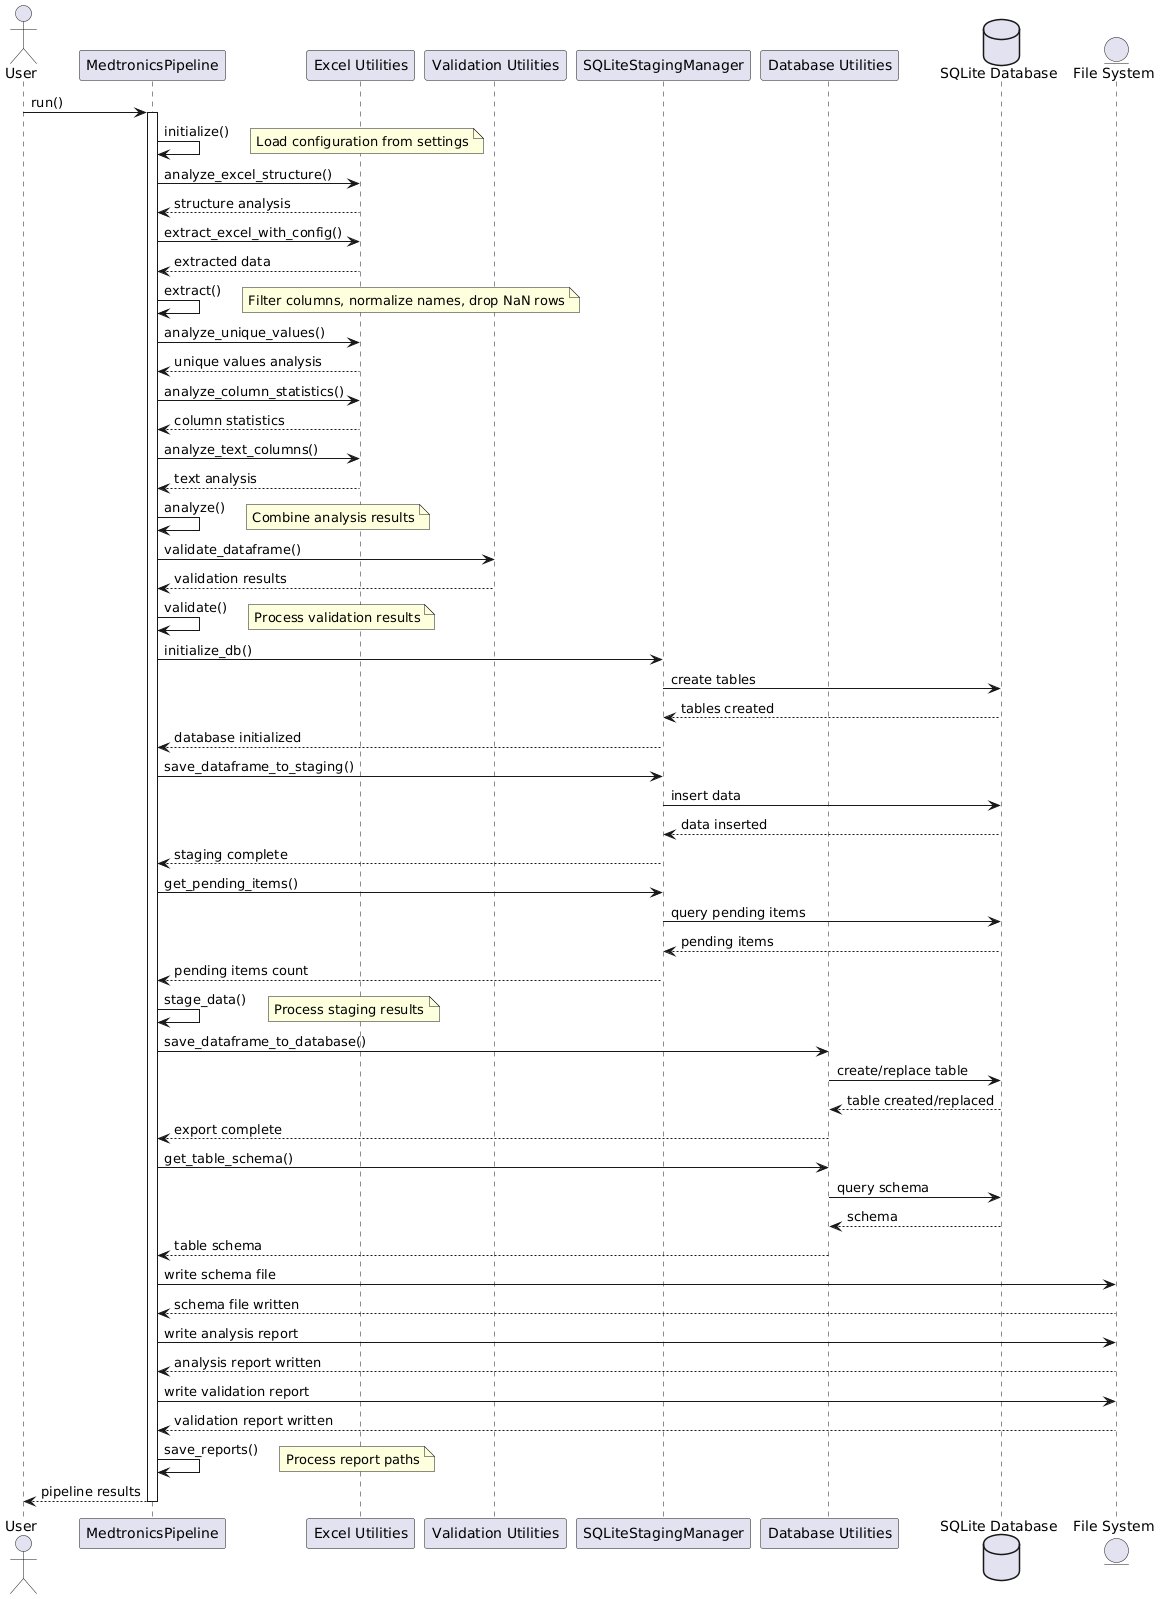 User
MedtronicsPipeline
Excel Utilities
Validation Utilities
SQLiteStagingManager
Database Utilities
SQLite Database
File System
run()
initialize()
Load configuration from settings
analyze_excel_structure()
structure analysis
extract_excel_with_config()
extracted data
extract()
Filter columns, normalize names, drop NaN rows
analyze_unique_values()
unique values analysis
analyze_column_statistics()
column statistics
analyze_text_columns()
text analysis
analyze()
Combine analysis results
validate_dataframe()
validation results
validate()
Process validation results
initialize_db()
create tables
tables created
database initialized
save_dataframe_to_staging()
insert data
data inserted
staging complete
get_pending_items()
query pending items
pending items
pending items count
stage_data()
Process staging results
save_dataframe_to_database()
create/replace table
table created/replaced
export complete
get_table_schema()
query schema
schema
table schema
write schema file
schema file written
write analysis report
analysis report written
write validation report
validation report written
save_reports()
Process report paths
pipeline results
User
MedtronicsPipeline
Excel Utilities
Validation Utilities
SQLiteStagingManager
Database Utilities
SQLite Database
File System